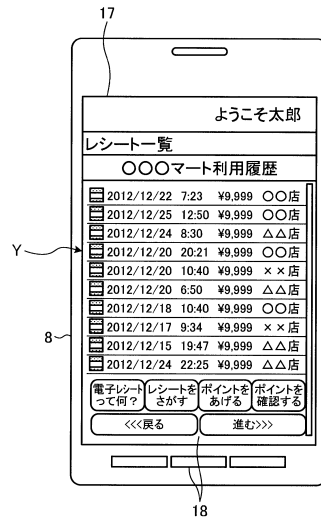 17
ようこそ太郎
レシート一覧
○○○マート利用履歴
2012/12/22 7:23 ¥9,999 ○○店
2012/12/25 12:50 ¥9,999 ○○店
2012/12/24 8:30 ¥9,999 △△店
2012/12/20 20:21 ¥9,999 ○○店
2012/12/20 10:40 ¥9,999 ××店
2012/12/20 6:50 ¥9,999 △△店
2012/12/18 10:40 ¥9,999 ○○店
2012/12/17 9:34 ¥9,999 ××店
2012/12/15 19:47 ¥9,999 △△店
2012/12/24 22:25 ¥9,999 △△店
Y
8
電子レシート レシートを ポイントを ポイントを
って何? さがす あげる 確認する
<<<戻る 進む>>>
18